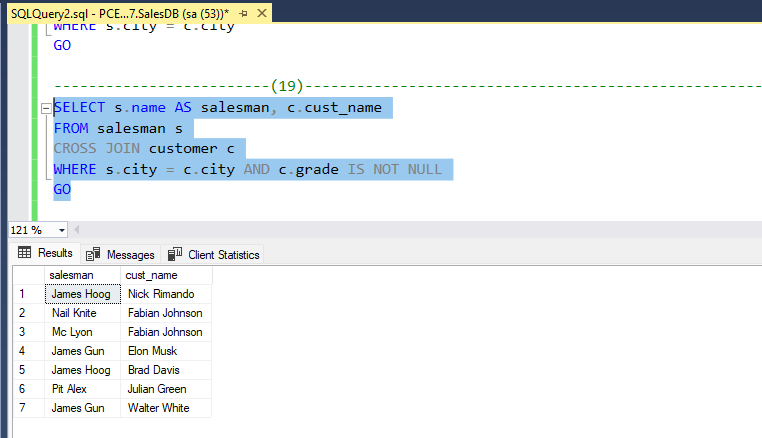 SQLQuery2.sql - PCE...7.SalesDB (sa (53))*
WHERE s.city = c.city
GO
---------------------------(19)---------------------------------------------------------
SELECT s.name AS salesman, c.cust_name
FROM salesman s
CROSS JOIN customer c
WHERE s.city = c.city AND c.grade IS NOT NULL
GO
121 %
Results Messages Client Statistics
salesman cust_name
1 James Hoog Nick Rimando
2 Nail Knite Fabian Johnson
3 Mc Lyon Fabian Johnson
4 James Gun Elon Musk
5 James Hoog Brad Davis
6 Pit Alex Julian Green
7 James Gun Walter White